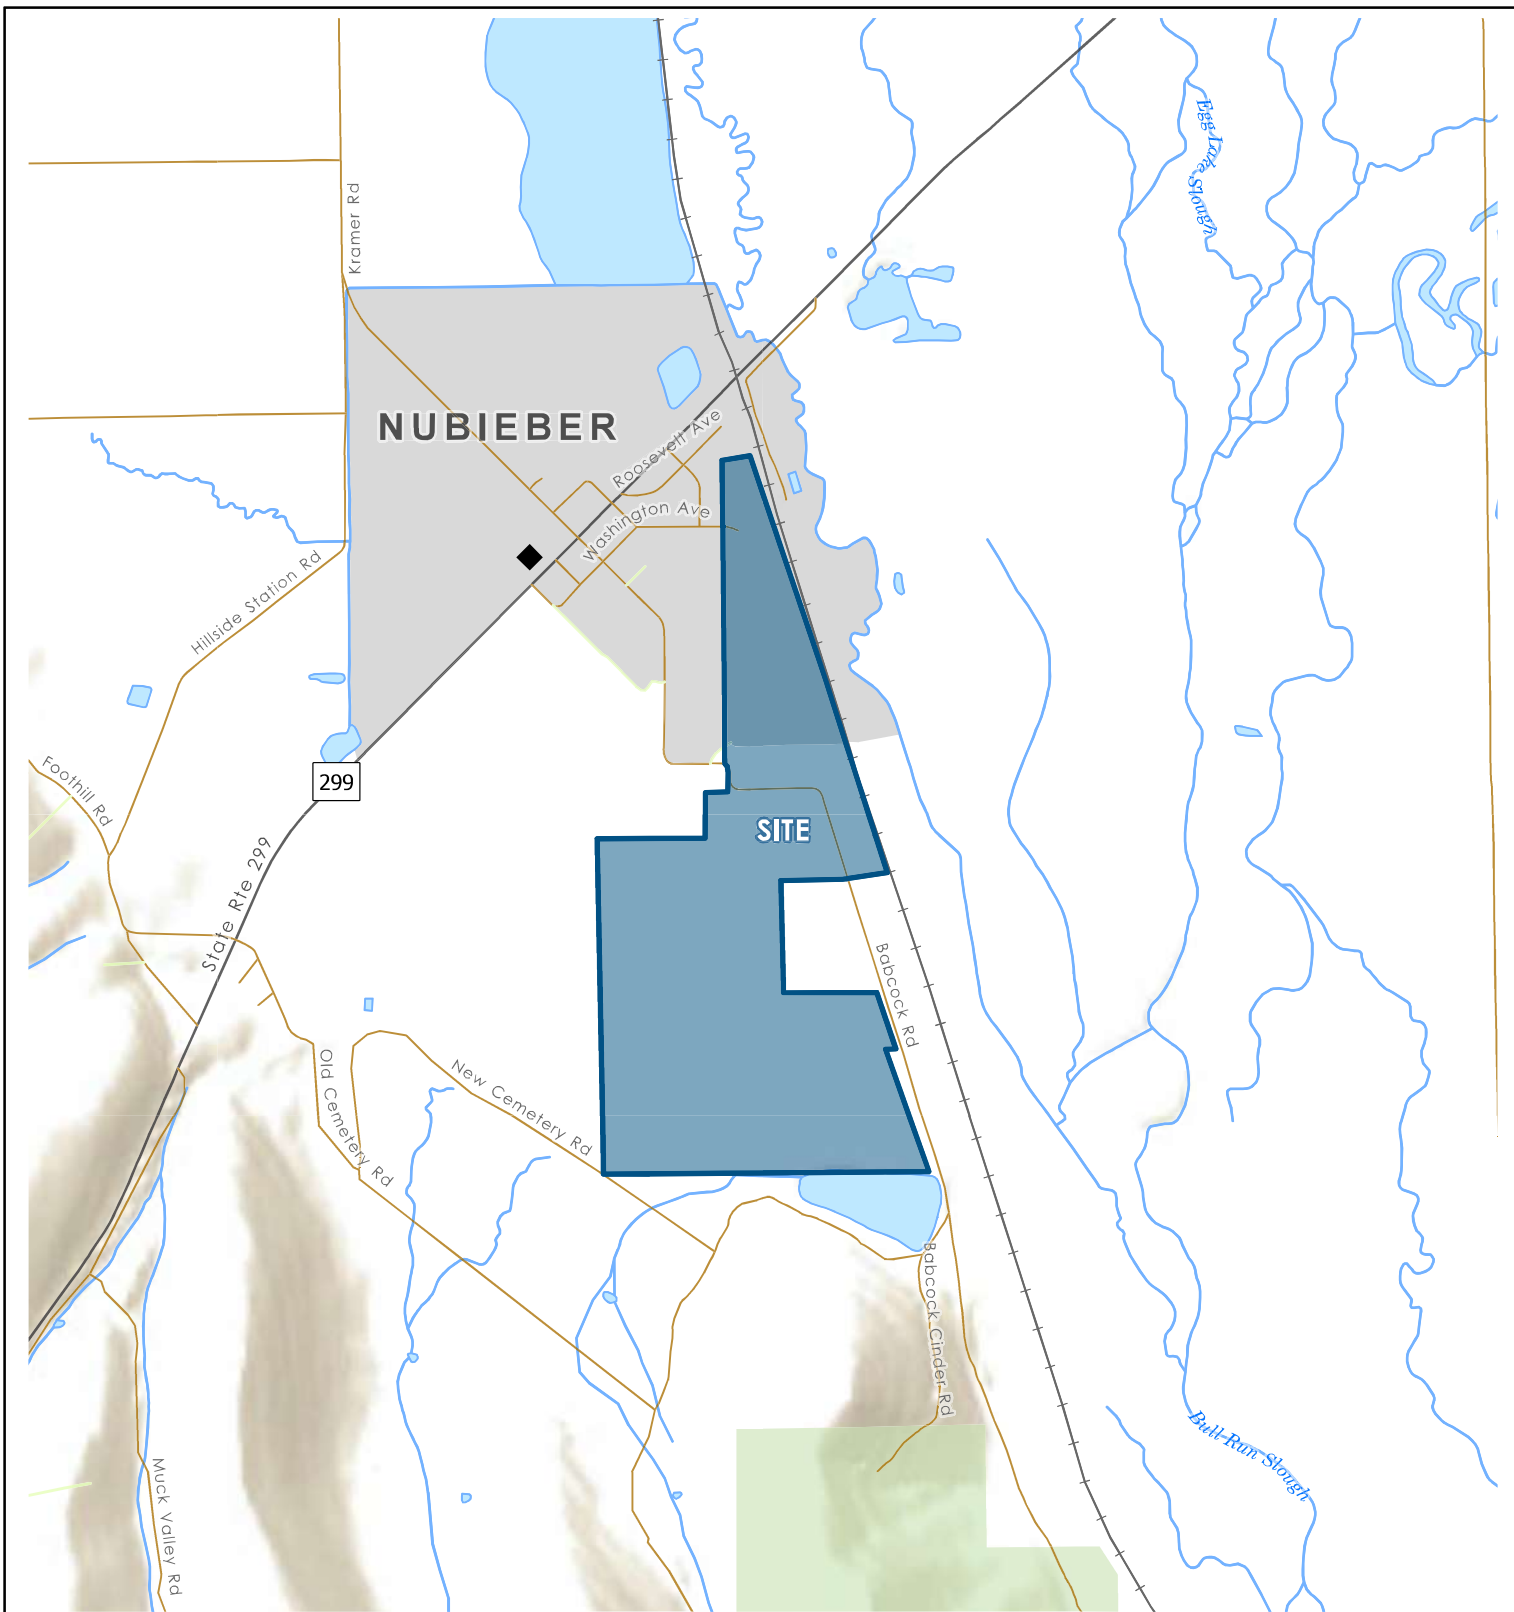 Egg Lake Slough
Kramer Rd
NUBIEBER
Roosevelt Ave
Washington Ave
Hillside Station Rd
Foothill Rd
299
SITE
State Rte 299
Babcock Rd
Old Cemetery Rd
New Cemetery Rd
Babcock Cinder Rd
Bull Run Slough
Muck Valley Rd